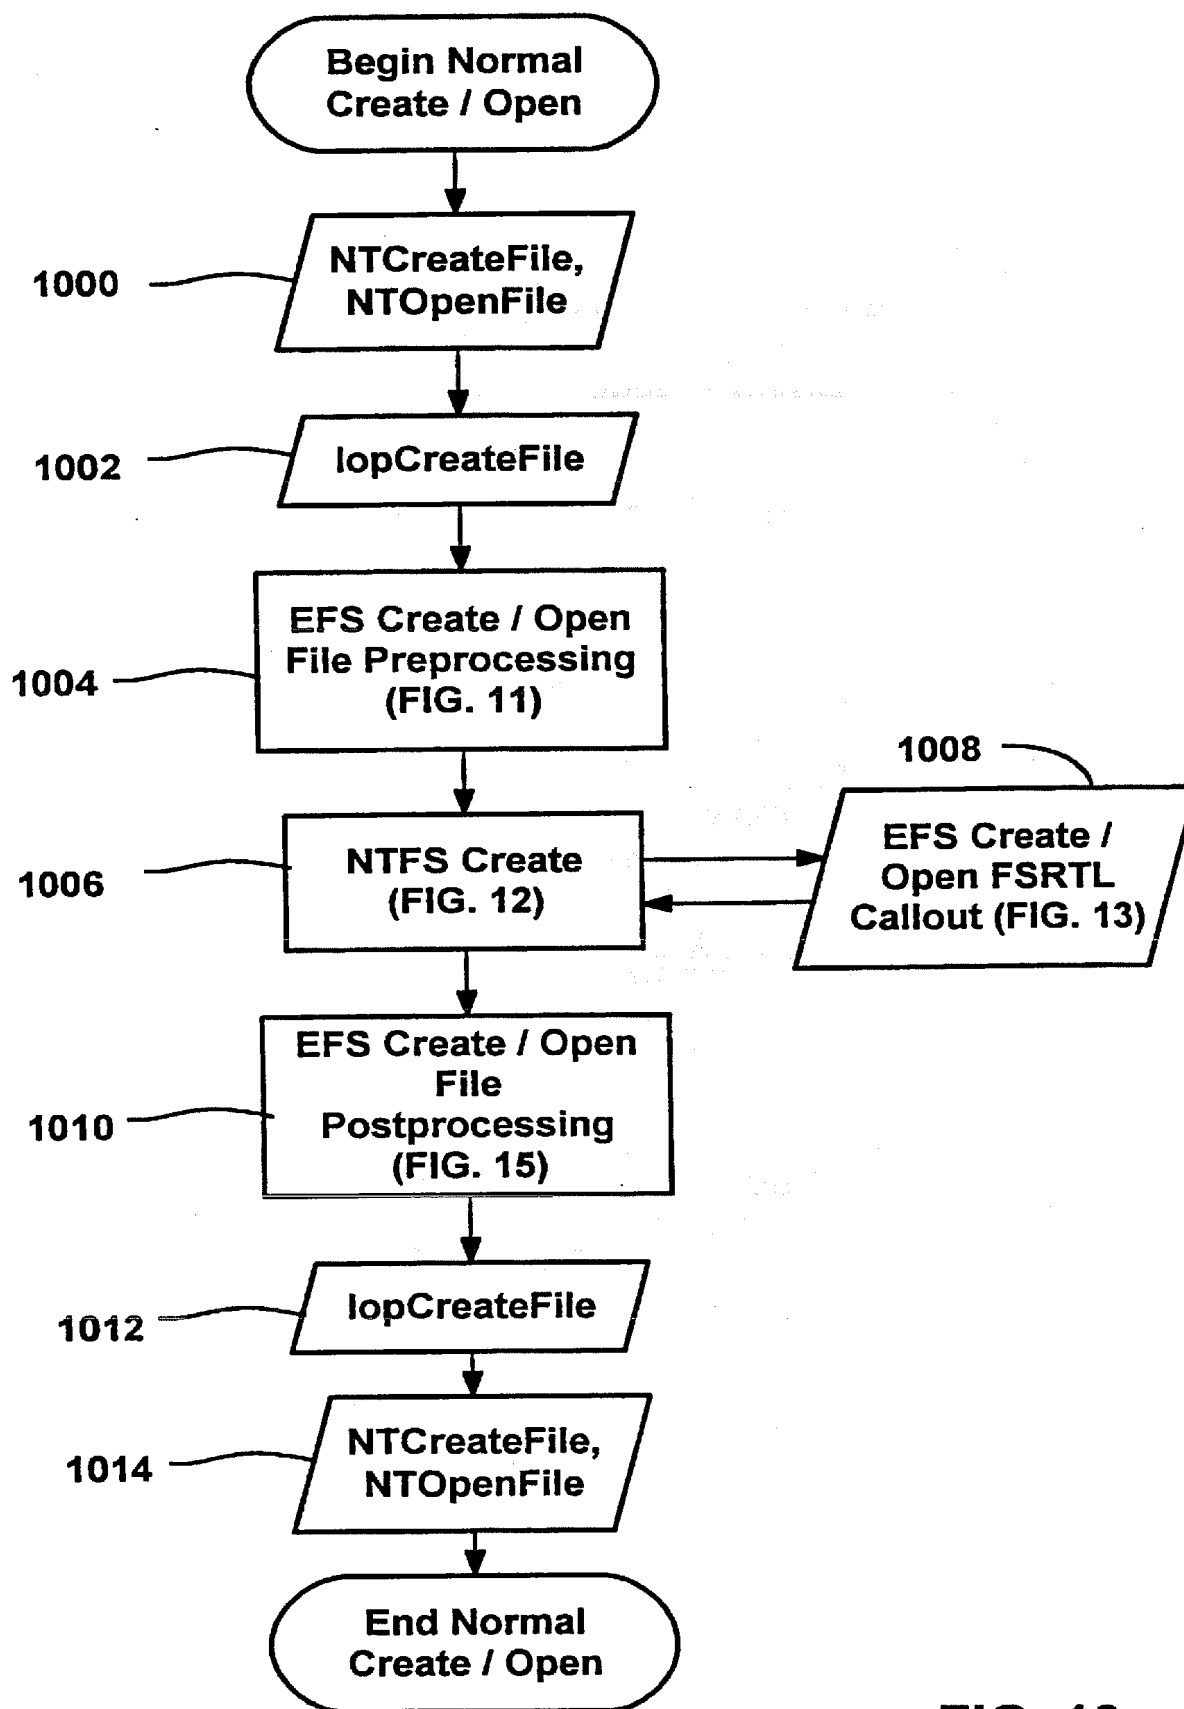 Begin Normal
Create / Open
NTCreateFile,
NTOpenFile
1000
IopCreateFile
1002
EFS Create / Open
File Preprocessing
(FIG. 11)
1004
1008
NTFS Create
(FIG. 12)
1006
EFS Create /
Open FSRTL
Callout (FIG. 13)
EFS Create / Open
File
Postprocessing
(FIG. 15)
1010
IopCreateFile
1012
NTCreateFile,
NTOpenFile
1014
End Normal
Create / Open